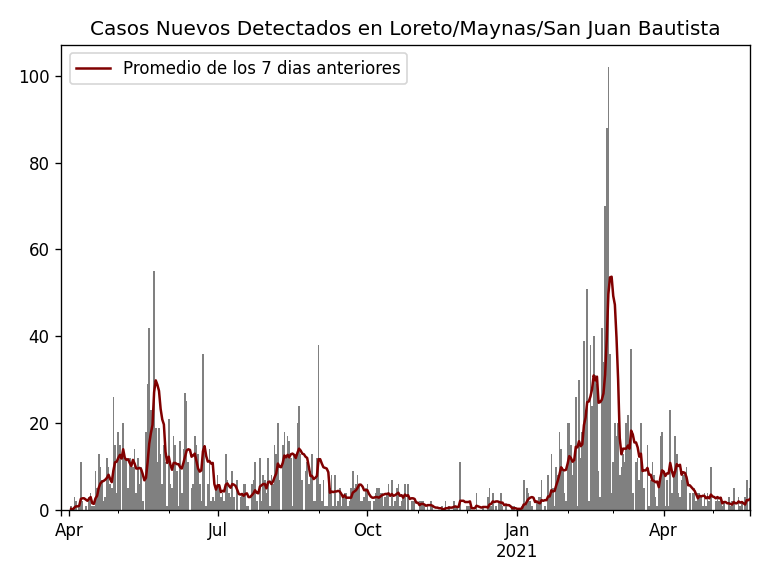 Casos Nuevos Detectados en Loreto/Maynas/San Juan Bautista
Promedio de los 7 dias anteriores
100
80
60
40
20
0
Apr Jul Oct Jan Apr
2021